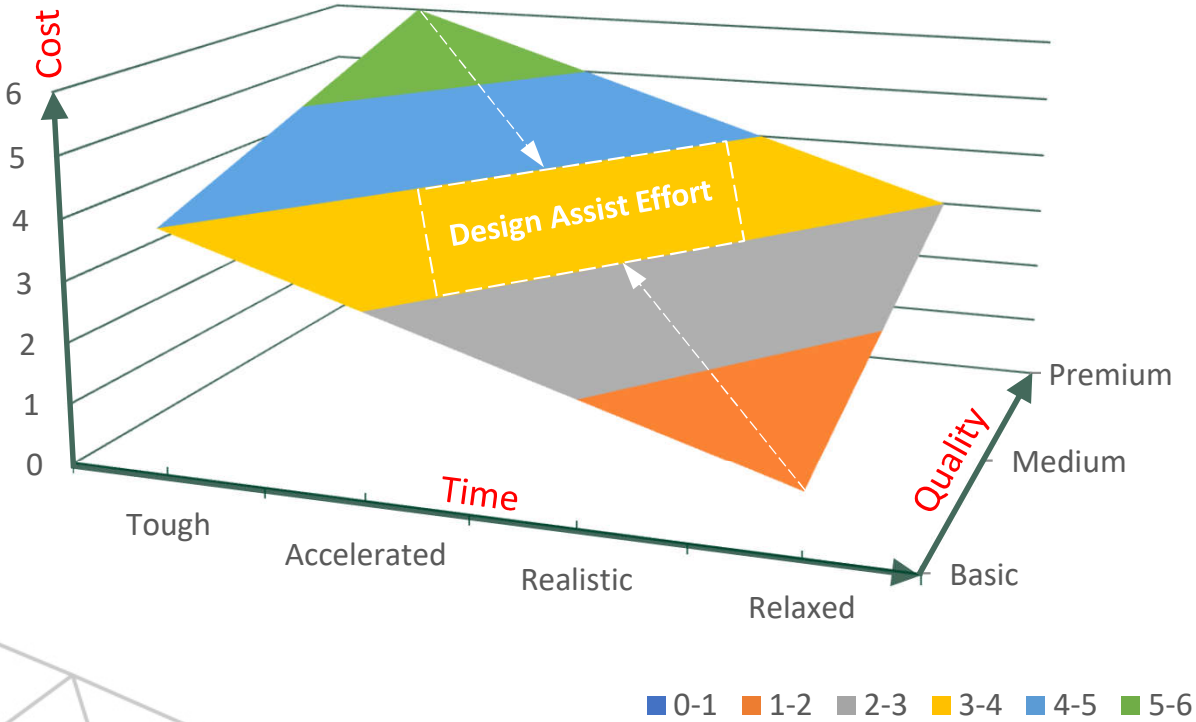 Cost
6
5
4
3
2
1
0
Design Assist Effort
Time
Tough
Accelerated
Realistic
Relaxed
Quality
Premium
Medium
Basic
0-1 1-2 2-3 3-4 4-5 5-6